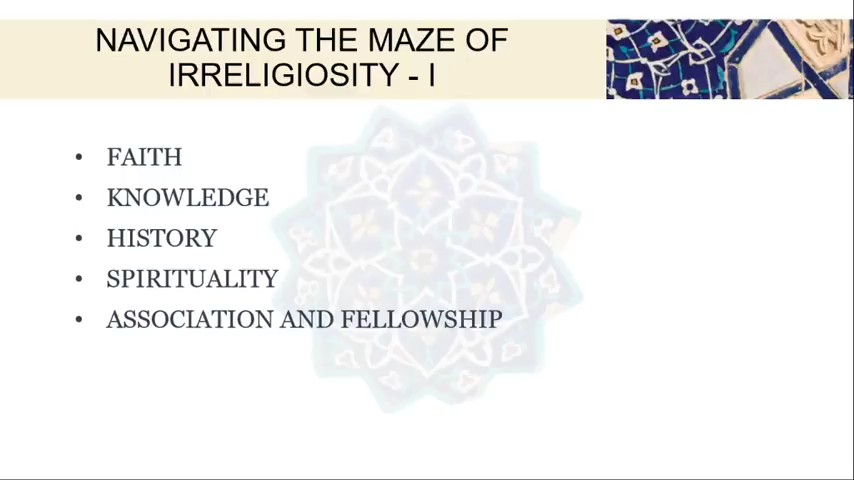 NAVIGATING THE MAZE OF
IRRELIGIOSITY - I
• FAITH
• KNOWLEDGE
• HISTORY
• SPIRITUALITY
• ASSOCIATION AND FELLOWSHIP